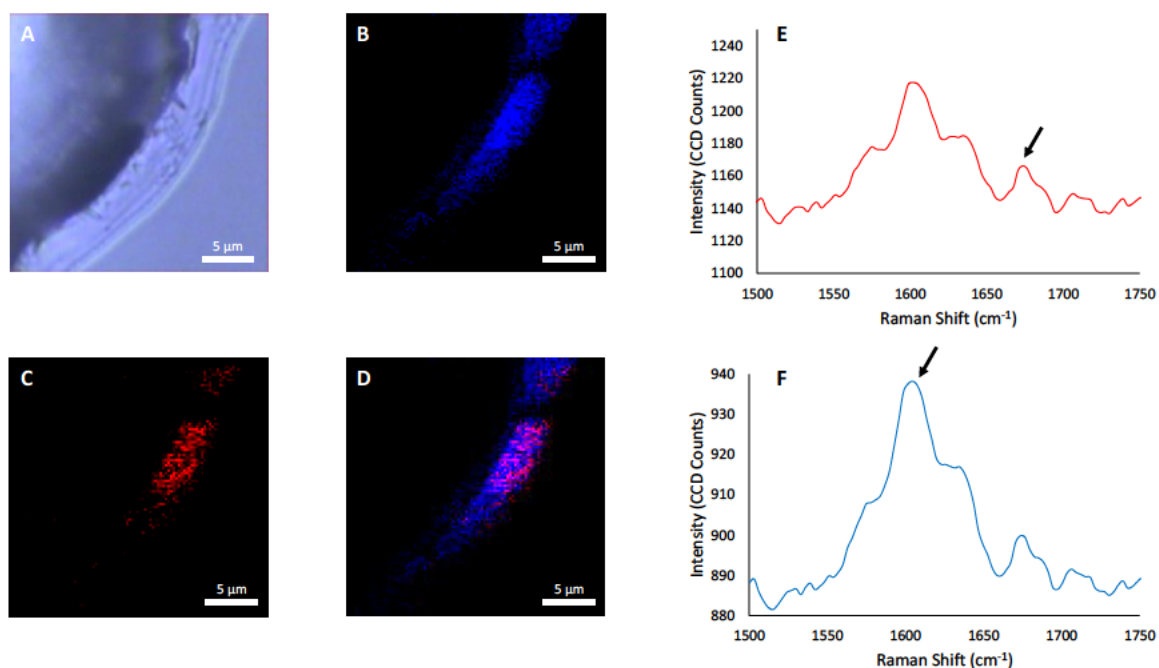 A
5 µm
B
5 µm
C
5 µm
D
5 µm
E
Intensity (CCD Counts)
1240
1220
1200
1180
1160
1140
1120
1100
1500 1550 1600 1650 1700 1750
Raman Shift (cm⁻¹)
F
Intensity (CCD Counts)
940
930
920
910
900
890
880
1500 1550 1600 1650 1700 1750
Raman Shift (cm⁻¹)